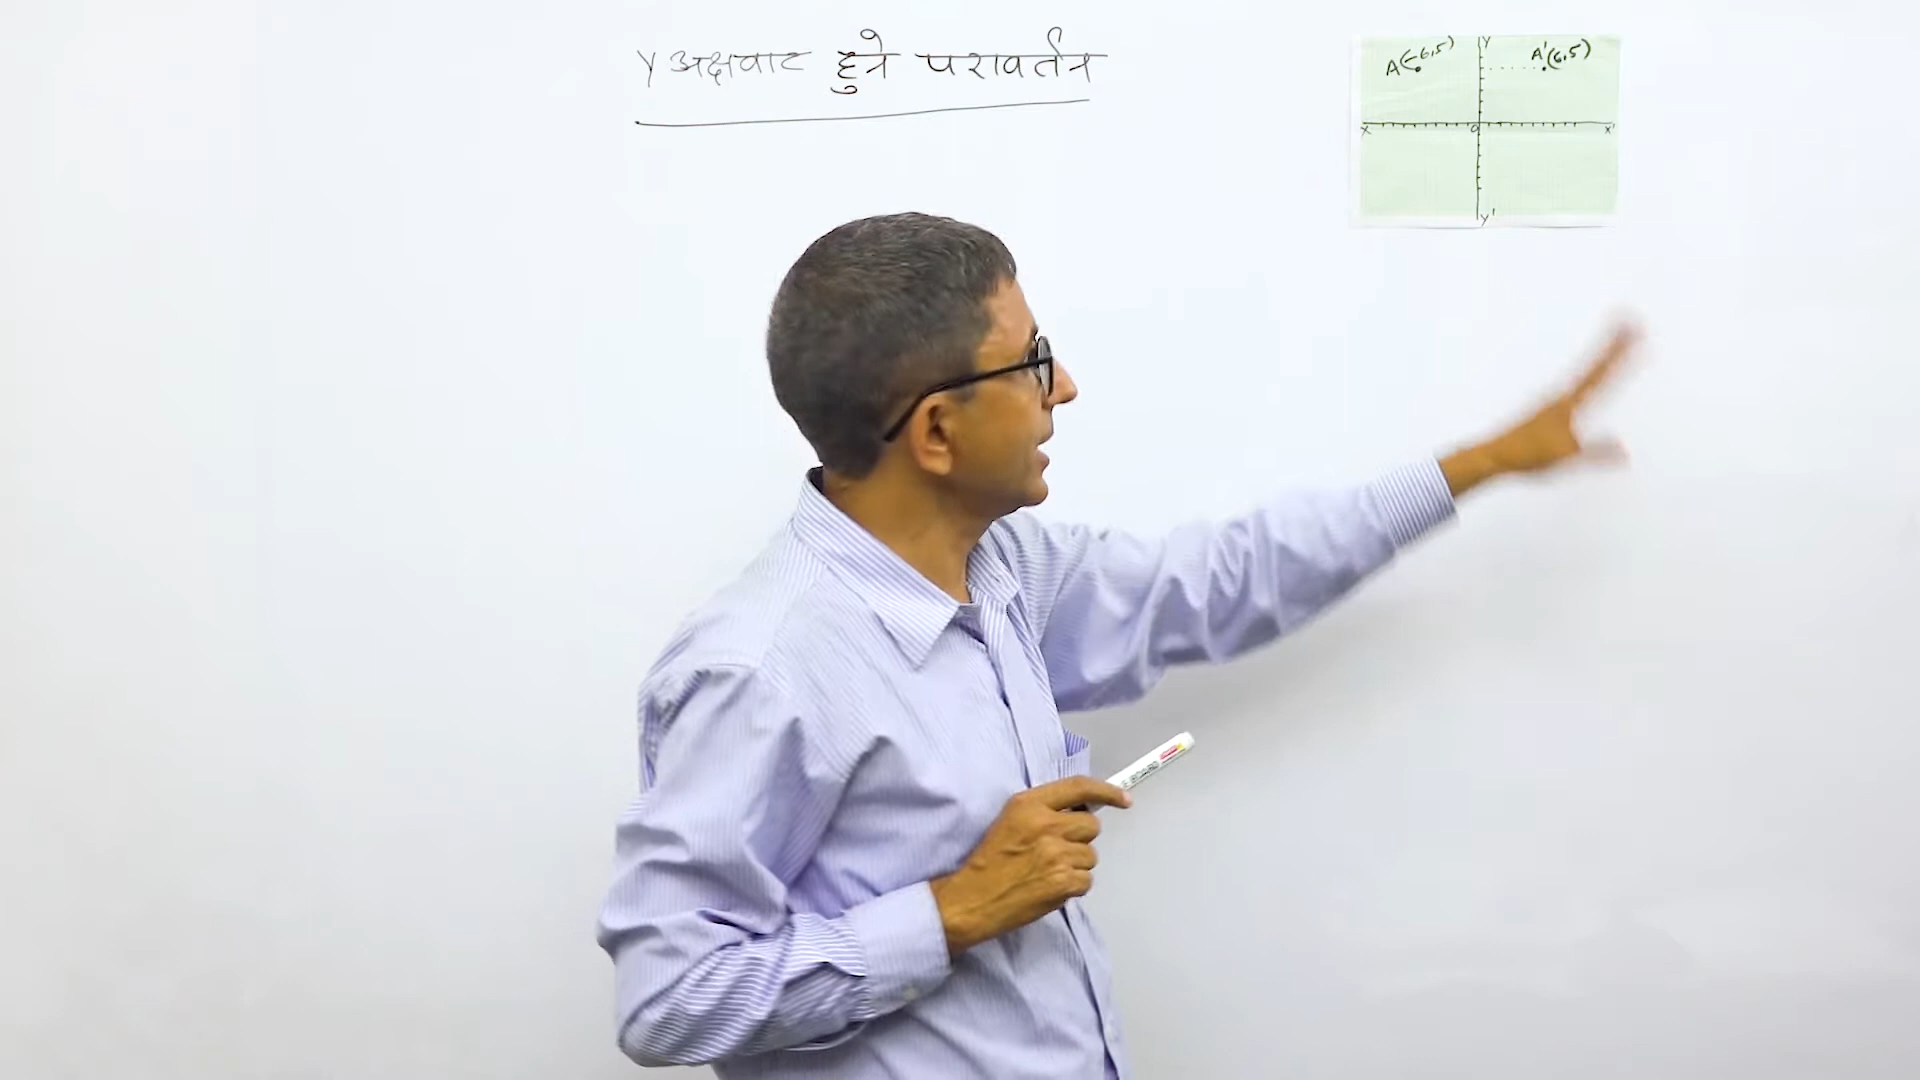 Y अक्षबाट हुने परावर्तन
A(-6,5)
A'(6,5)
Y
X
O
X'
Y'